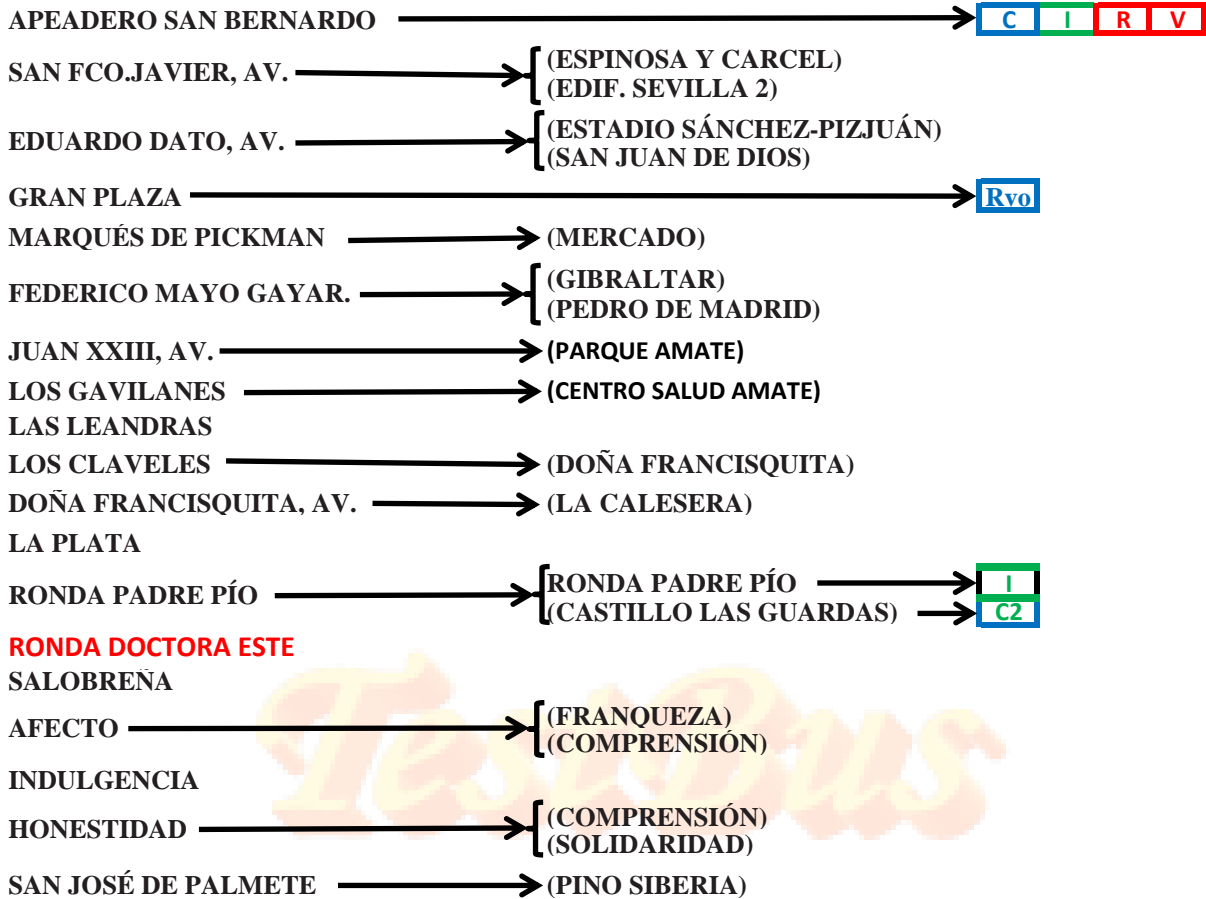 APEADERO SAN BERNARDO C I R V
SAN FCO.JAVIER, AV. (ESPINOSA Y CARCEL)
(EDIF. SEVILLA 2)
EDUARDO DATO, AV. (ESTADIO SÁNCHEZ-PIZJUÁN)
(SAN JUAN DE DIOS)
GRAN PLAZA Rvo
MARQUÉS DE PICKMAN (MERCADO)
FEDERICO MAYO GAYAR. (GIBRALTAR)
(PEDRO DE MADRID)
JUAN XXIII, AV. (PARQUE AMATE)
LOS GAVILANES (CENTRO SALUD AMATE)
LAS LEANDRAS
LOS CLAVELES (DOÑA FRANCISQUITA)
DOÑA FRANCISQUITA, AV. (LA CALESERA)
LA PLATA
RONDA PADRE PÍO RONDA PADRE PÍO I
(CASTILLO LAS GUARDAS) C2
RONDA DOCTORA ESTE
SALOBREÑA
AFECTO (FRANQUEZA)
(COMPRENSIÓN)
INDULGENCIA
HONESTIDAD (COMPRENSIÓN)
(SOLIDARIDAD)
SAN JOSÉ DE PALMETE (PINO SIBERIA)
TestBus